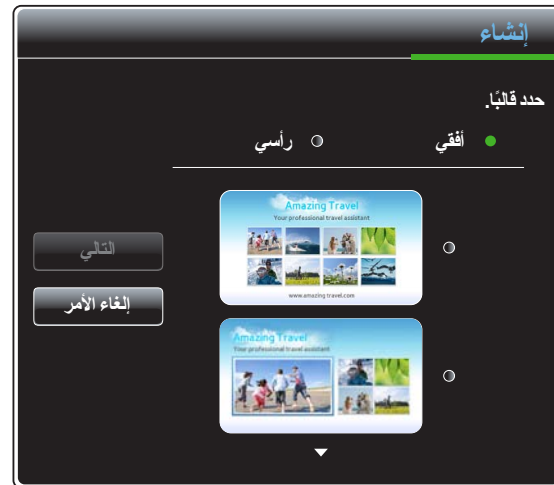 إنشاء
حدد قالبًا.
أفقي
رأسي
Amazing Travel
Your professional travel assistant
www.amazing travel.com
Amazing Travel
Your professional travel assistant
التالي
إلغاء الأمر